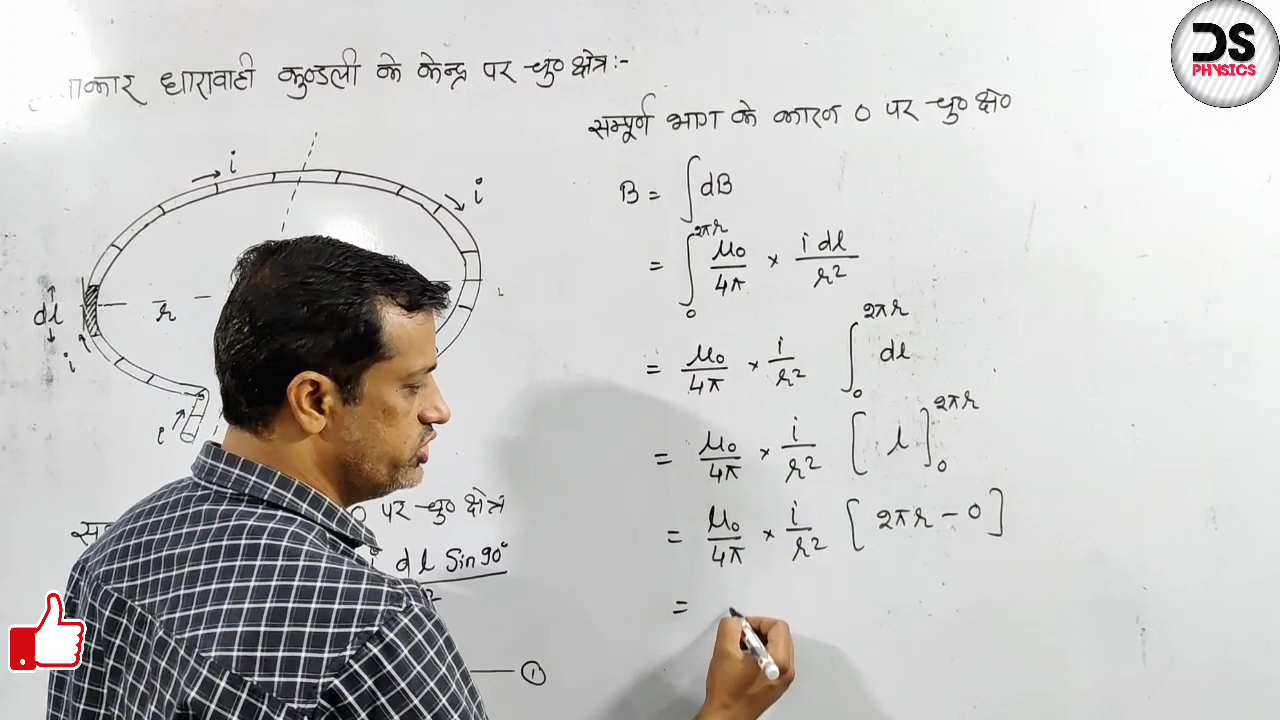 धारावाही कुण्डली के केन्द्र पर चु० क्षेत्र:-
DS
PHYSICS
i
i
dl
r
i
i
O पर चु० क्षेत्र
dl Sin90°
①
सम्पूर्ण भाग के कारण O पर चु० क्षे०
B = ∫dB
= ∫₀^2πr μ₀/4π × i dl/r²
= μ₀/4π × i/r² ∫₀^2πr dl
= μ₀/4π × i/r² [l]₀^2πr
= μ₀/4π × i/r² [2πr - 0]
=